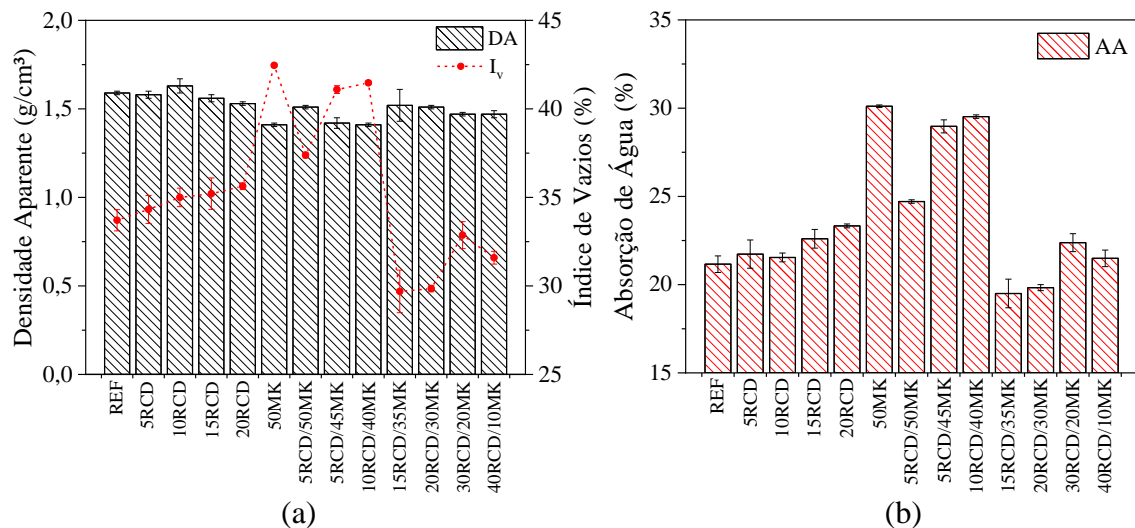 2,0
1,5
1,0
0,5
0,0
Densidade Aparente (g/cm³)
DA
Iv
45
40
35
30
25
Índice de Vazios (%)
REF
5RCD
10RCD
15RCD
20RCD
50MK
5RCD/50MK
5RCD/45MK
10RCD/40MK
15RCD/35MK
20RCD/30MK
30RCD/20MK
40RCD/10MK
(a)
35
30
25
20
15
Absorção de Água (%)
AA
REF
5RCD
10RCD
15RCD
20RCD
50MK
5RCD/50MK
5RCD/45MK
10RCD/40MK
15RCD/35MK
20RCD/30MK
30RCD/20MK
40RCD/10MK
(b)